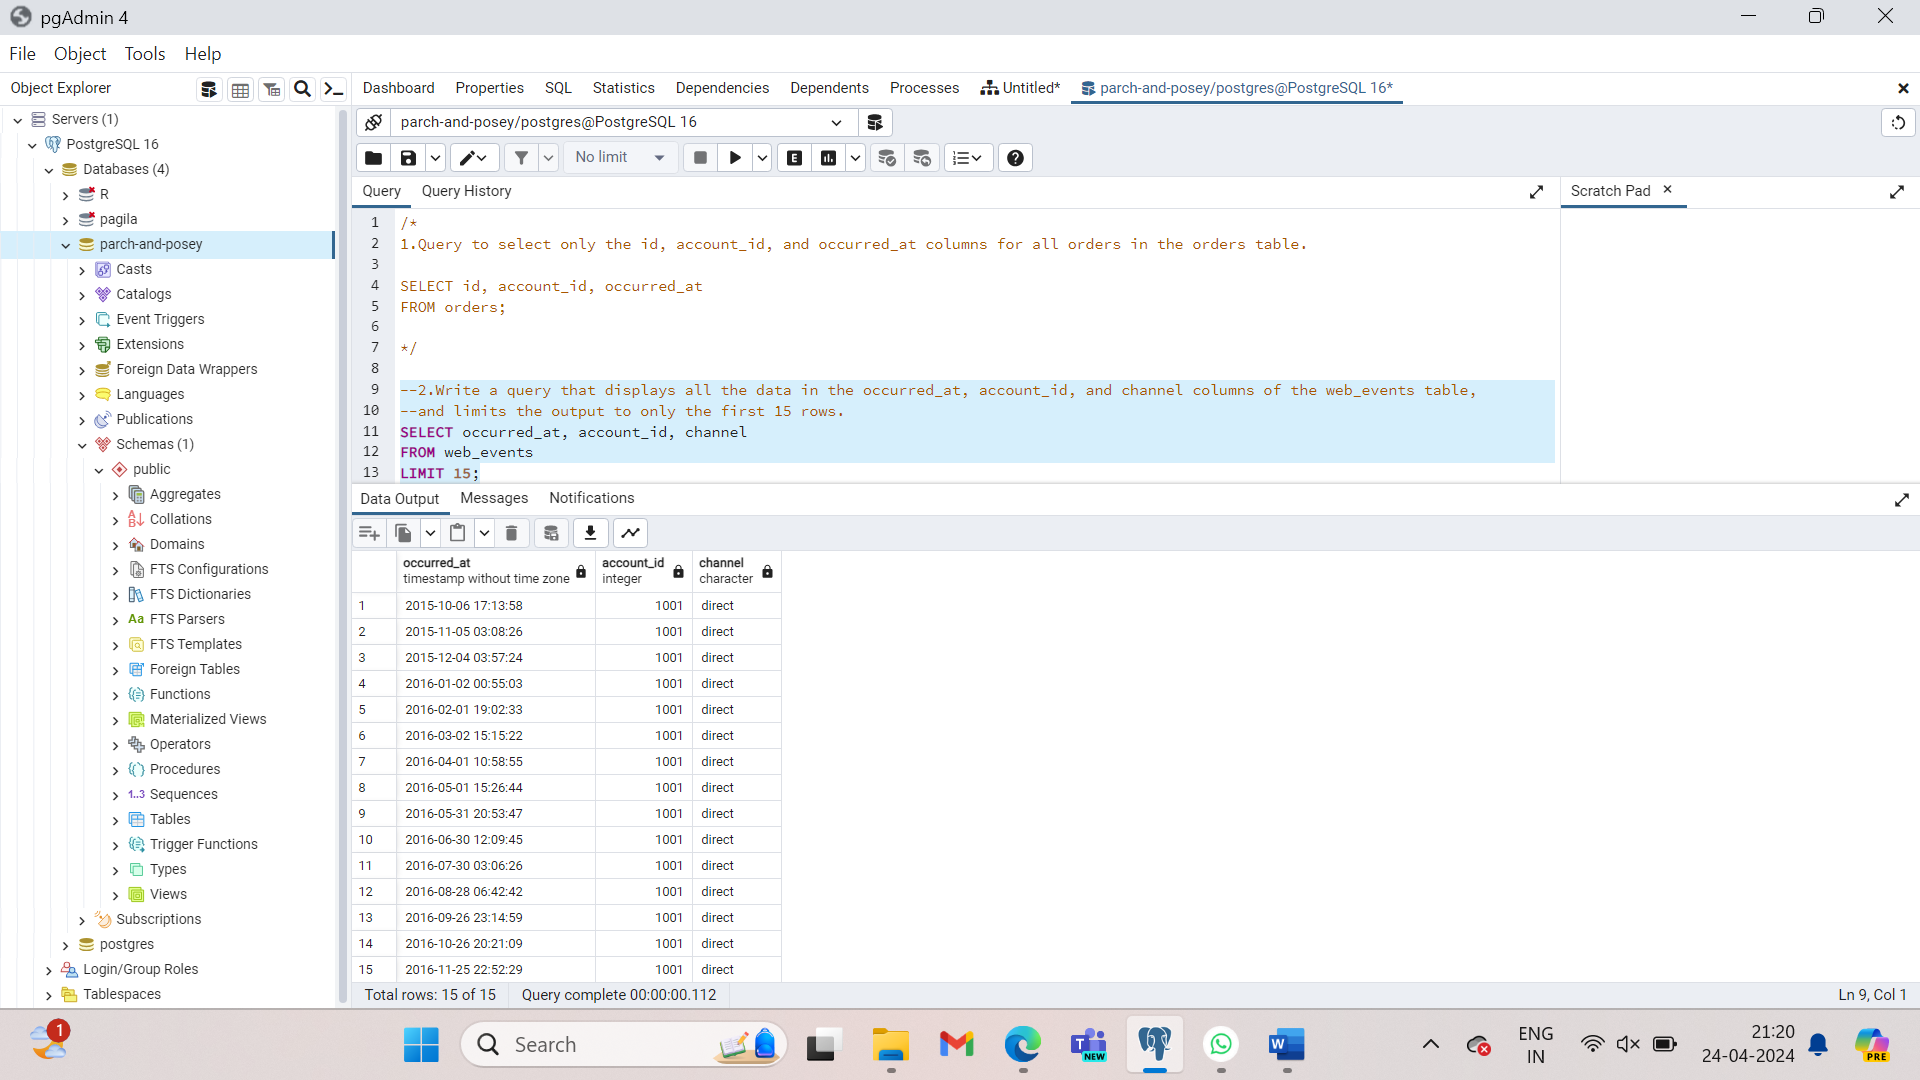 pgAdmin 4
File Object Tools Help
Object Explorer
Dashboard Properties SQL Statistics Dependencies Dependents Processes Untitled* parch-and-posey/postgres@PostgreSQL 16*
parch-and-posey/postgres@PostgreSQL 16
No limit
E
Query Query History
Scratch Pad
Servers (1)
PostgreSQL 16
Databases (4)
R
pagila
parch-and-posey
Casts
Catalogs
Event Triggers
Extensions
Foreign Data Wrappers
Languages
Publications
Schemas (1)
public
Aggregates
Collations
Domains
FTS Configurations
FTS Dictionaries
Aa FTS Parsers
FTS Templates
Foreign Tables
Functions
Materialized Views
Operators
Procedures
1..3 Sequences
Tables
Trigger Functions
Types
Views
Subscriptions
postgres
Login/Group Roles
Tablespaces
1 /*
2 1.Query to select only the id, account_id, and occurred_at columns for all orders in the orders table.
3
4 SELECT id, account_id, occurred_at
5 FROM orders;
6
7 */
8
9 --2.Write a query that displays all the data in the occurred_at, account_id, and channel columns of the web_events table,
10 --and limits the output to only the first 15 rows.
11 SELECT occurred_at, account_id, channel
12 FROM web_events
13 LIMIT 15;
Data Output Messages Notifications
occurred_at account_id channel
timestamp without time zone integer character
1 2015-10-06 17:13:58 1001 direct
2 2015-11-05 03:08:26 1001 direct
3 2015-12-04 03:57:24 1001 direct
4 2016-01-02 00:55:03 1001 direct
5 2016-02-01 19:02:33 1001 direct
6 2016-03-02 15:15:22 1001 direct
7 2016-04-01 10:58:55 1001 direct
8 2016-05-01 15:26:44 1001 direct
9 2016-05-31 20:53:47 1001 direct
10 2016-06-30 12:09:45 1001 direct
11 2016-07-30 03:06:26 1001 direct
12 2016-08-28 06:42:42 1001 direct
13 2016-09-26 23:14:59 1001 direct
14 2016-10-26 20:21:09 1001 direct
15 2016-11-25 22:52:29 1001 direct
Total rows: 15 of 15 Query complete 00:00:00.112 Ln 9, Col 1
1
Search
T
NEW
W
ENG
IN
21:20
24-04-2024
PRE